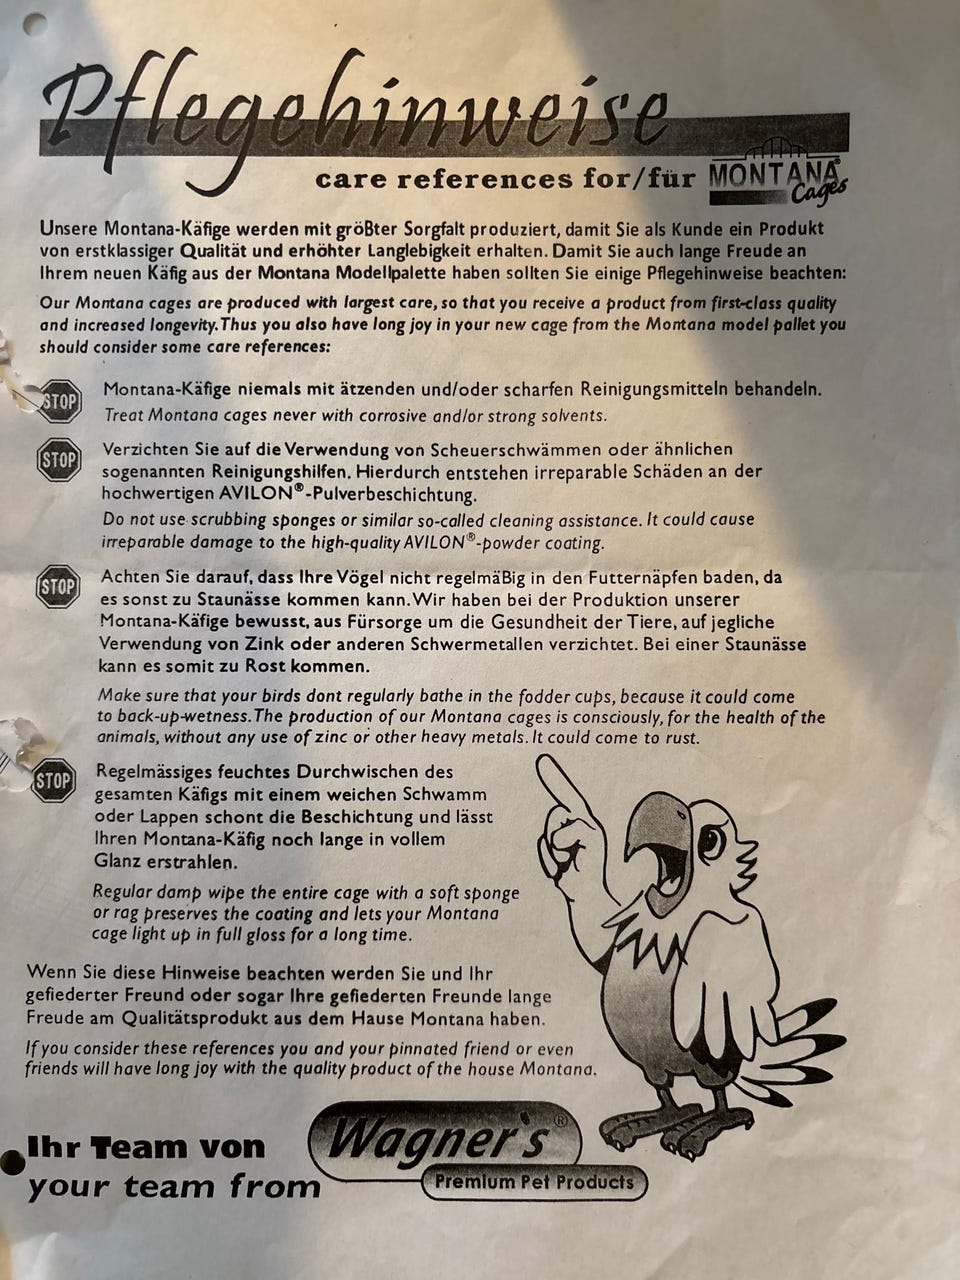 Pflegehinweise
care references for/für MONTANA® Cages
Unsere Montana-Käfige werden mit größter Sorgfalt produziert, damit Sie als Kunde ein Produkt
von erstklassiger Qualität und erhöhter Langlebigkeit erhalten. Damit Sie auch lange Freude an
Ihrem neuen Käfig aus der Montana Modellpalette haben sollten Sie einige Pflegehinweise beachten:
Our Montana cages are produced with largest care, so that you receive a product from first-class quality
and increased longevity. Thus you also have long joy in your new cage from the Montana model pallet you
should consider some care references:
STOP Montana-Käfige niemals mit ätzenden und/oder scharfen Reinigungsmitteln behandeln.
Treat Montana cages never with corrosive and/or strong solvents.
STOP Verzichten Sie auf die Verwendung von Scheuerschwämmen oder ähnlichen
sogenannten Reinigungshilfen. Hierdurch entstehen irreparable Schäden an der
hochwertigen AVILON®-Pulverbeschichtung.
Do not use scrubbing sponges or similar so-called cleaning assistance. It could cause
irreparable damage to the high-quality AVILON®-powder coating.
STOP Achten Sie darauf, dass Ihre Vögel nicht regelmäßig in den Futternäpfen baden, da
es sonst zu Staunässe kommen kann. Wir haben bei der Produktion unserer
Montana-Käfige bewusst, aus Fürsorge um die Gesundheit der Tiere, auf jegliche
Verwendung von Zink oder anderen Schwermetallen verzichtet. Bei einer Staunässe
kann es somit zu Rost kommen.
Make sure that your birds dont regularly bathe in the fodder cups, because it could come
to back-up-wetness. The production of our Montana cages is consciously, for the health of the
animals, without any use of zinc or other heavy metals. It could come to rust.
STOP Regelmässiges feuchtes Durchwischen des
gesamten Käfigs mit einem weichen Schwamm
oder Lappen schont die Beschichtung und lässt
Ihren Montana-Käfig noch lange in vollem
Glanz erstrahlen.
Regular damp wipe the entire cage with a soft sponge
or rag preserves the coating and lets your Montana
cage light up in full gloss for a long time.
Wenn Sie diese Hinweise beachten werden Sie und Ihr
gefiederter Freund oder sogar Ihre gefiederten Freunde lange
Freude am Qualitätsprodukt aus dem Hause Montana haben.
If you consider these references you and your pinnated friend or even
friends will have long joy with the quality product of the house Montana.
Ihr Team von
your team from
Wagner's®
Premium Pet Products